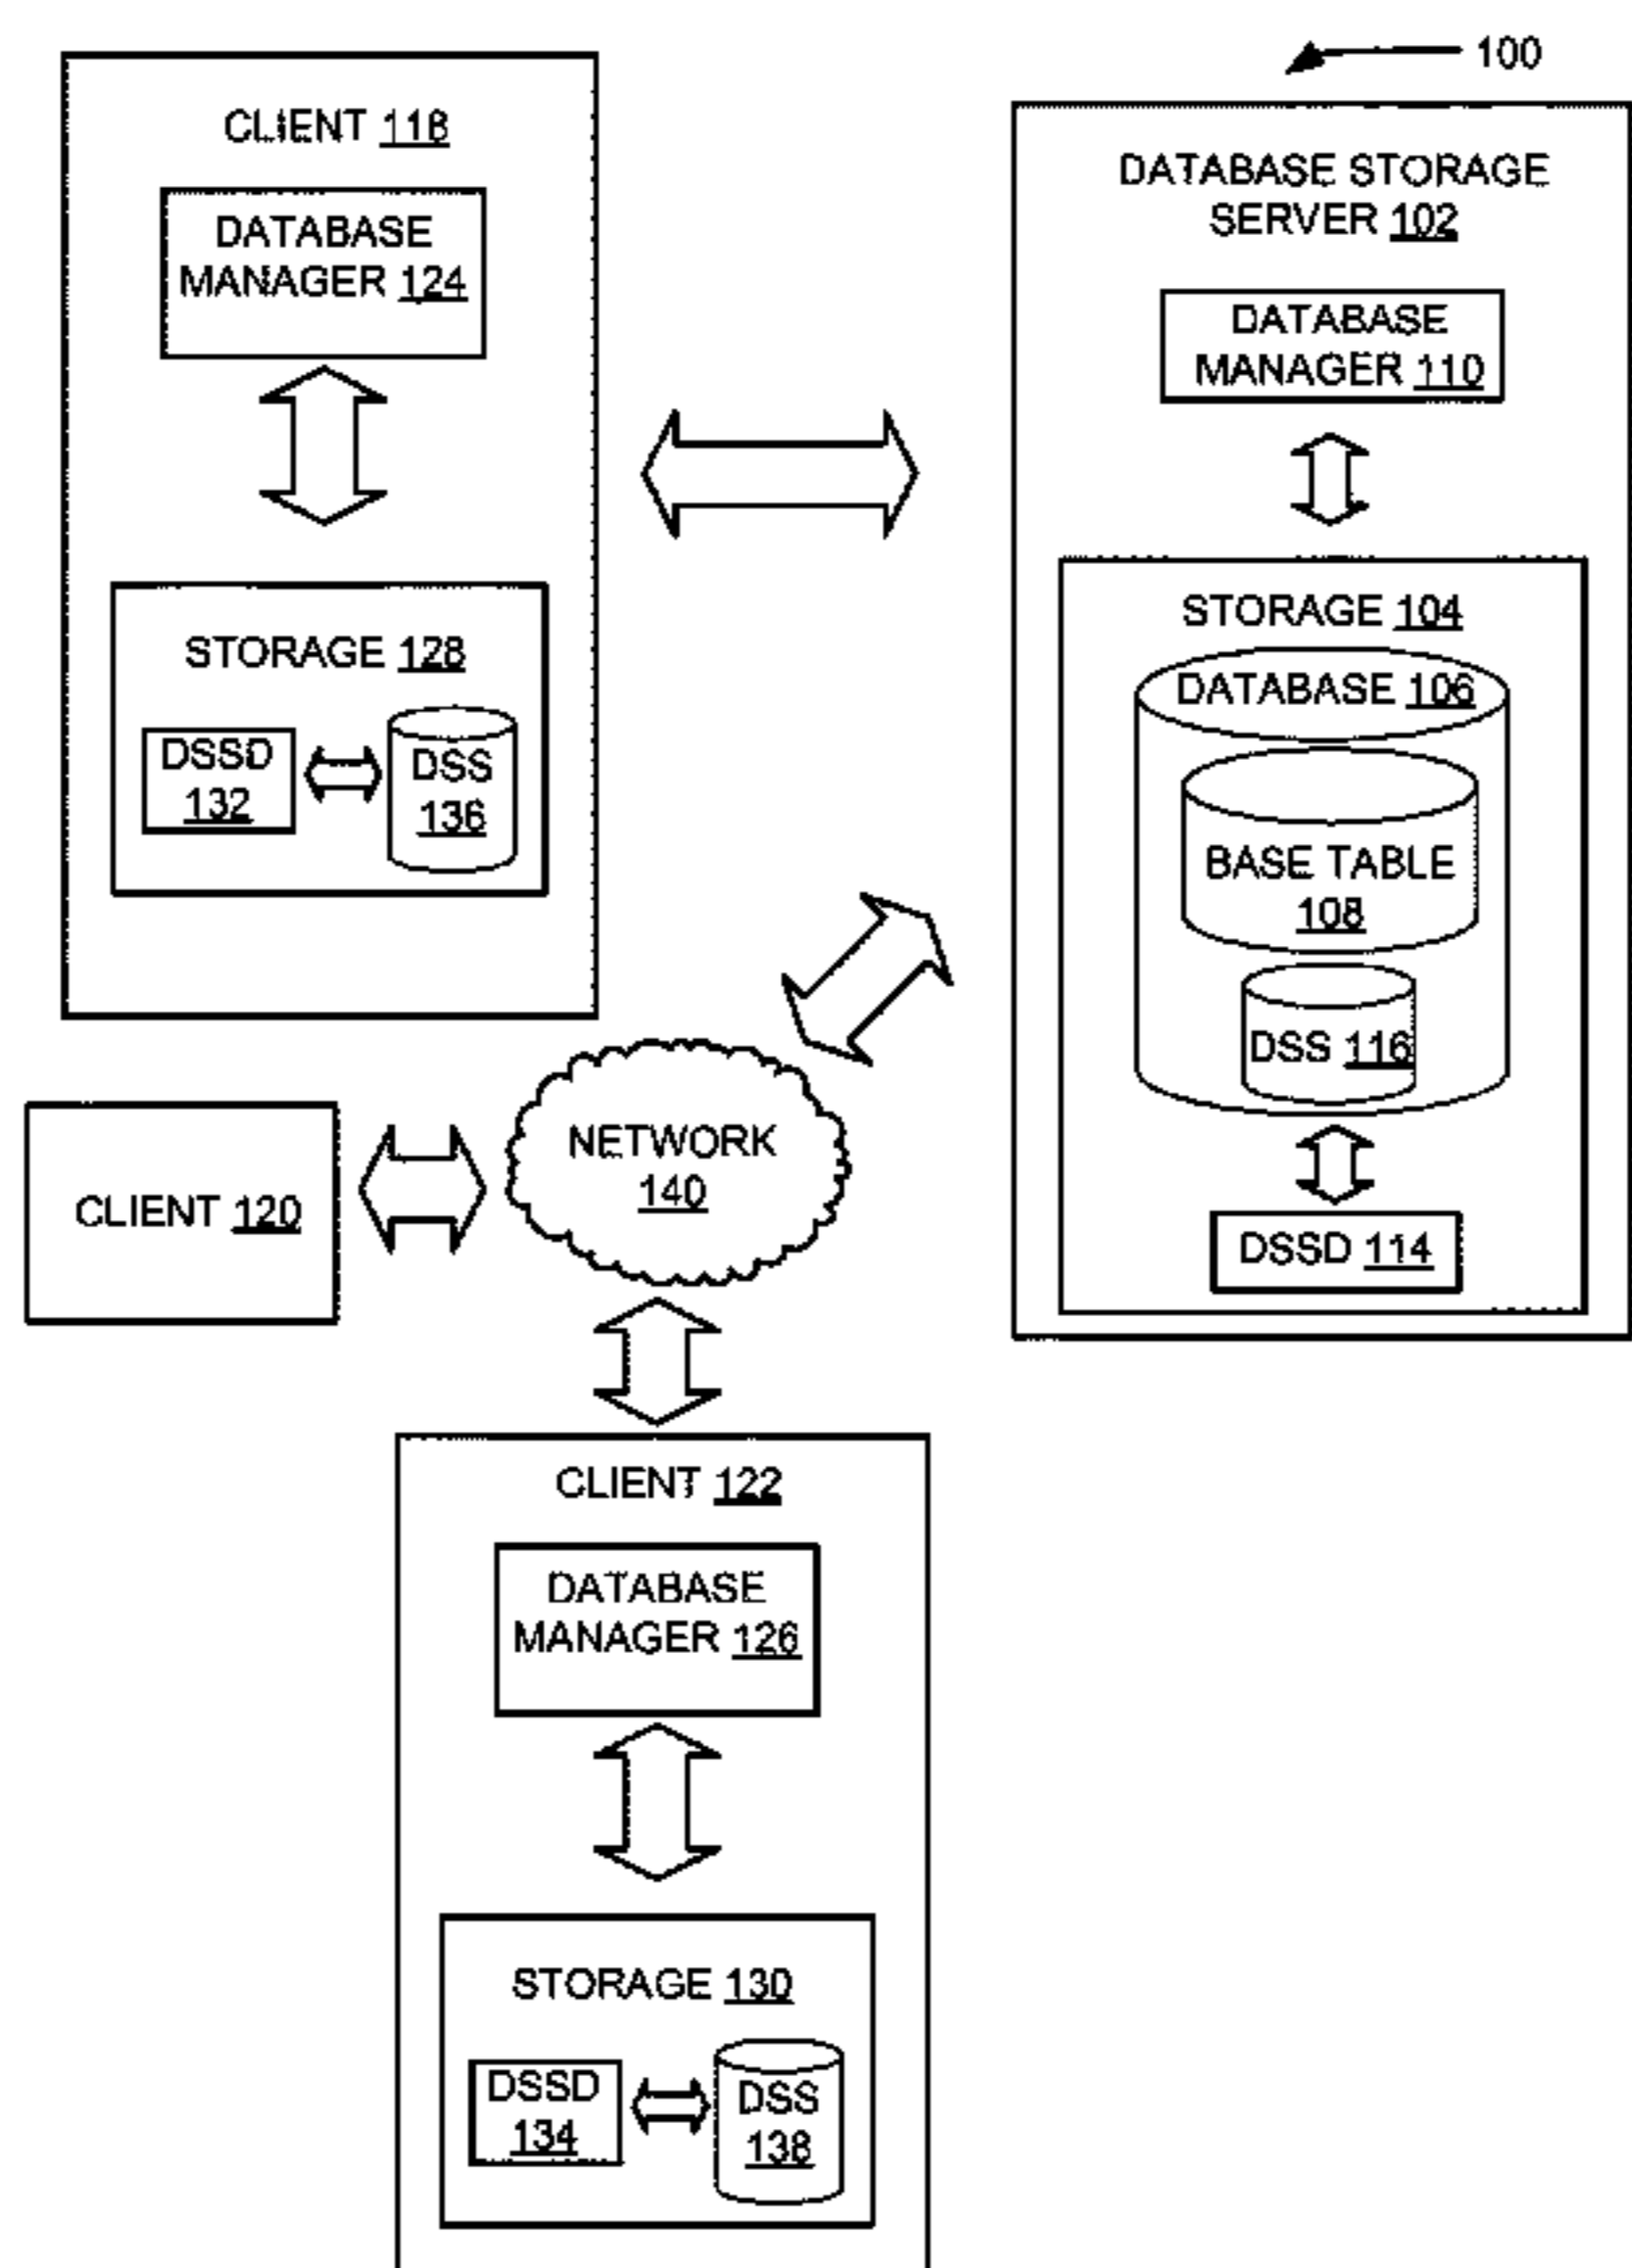 100
CLIENT 118
DATABASE
MANAGER 124
STORAGE 128
DSSD
132
DSS
136
DATABASE STORAGE
SERVER 102
DATABASE
MANAGER 110
STORAGE 104
DATABASE 106
BASE TABLE
108
DSS 116
DSSD 114
NETWORK
140
CLIENT 120
CLIENT 122
DATABASE
MANAGER 126
STORAGE 130
DSSD
134
DSS
138